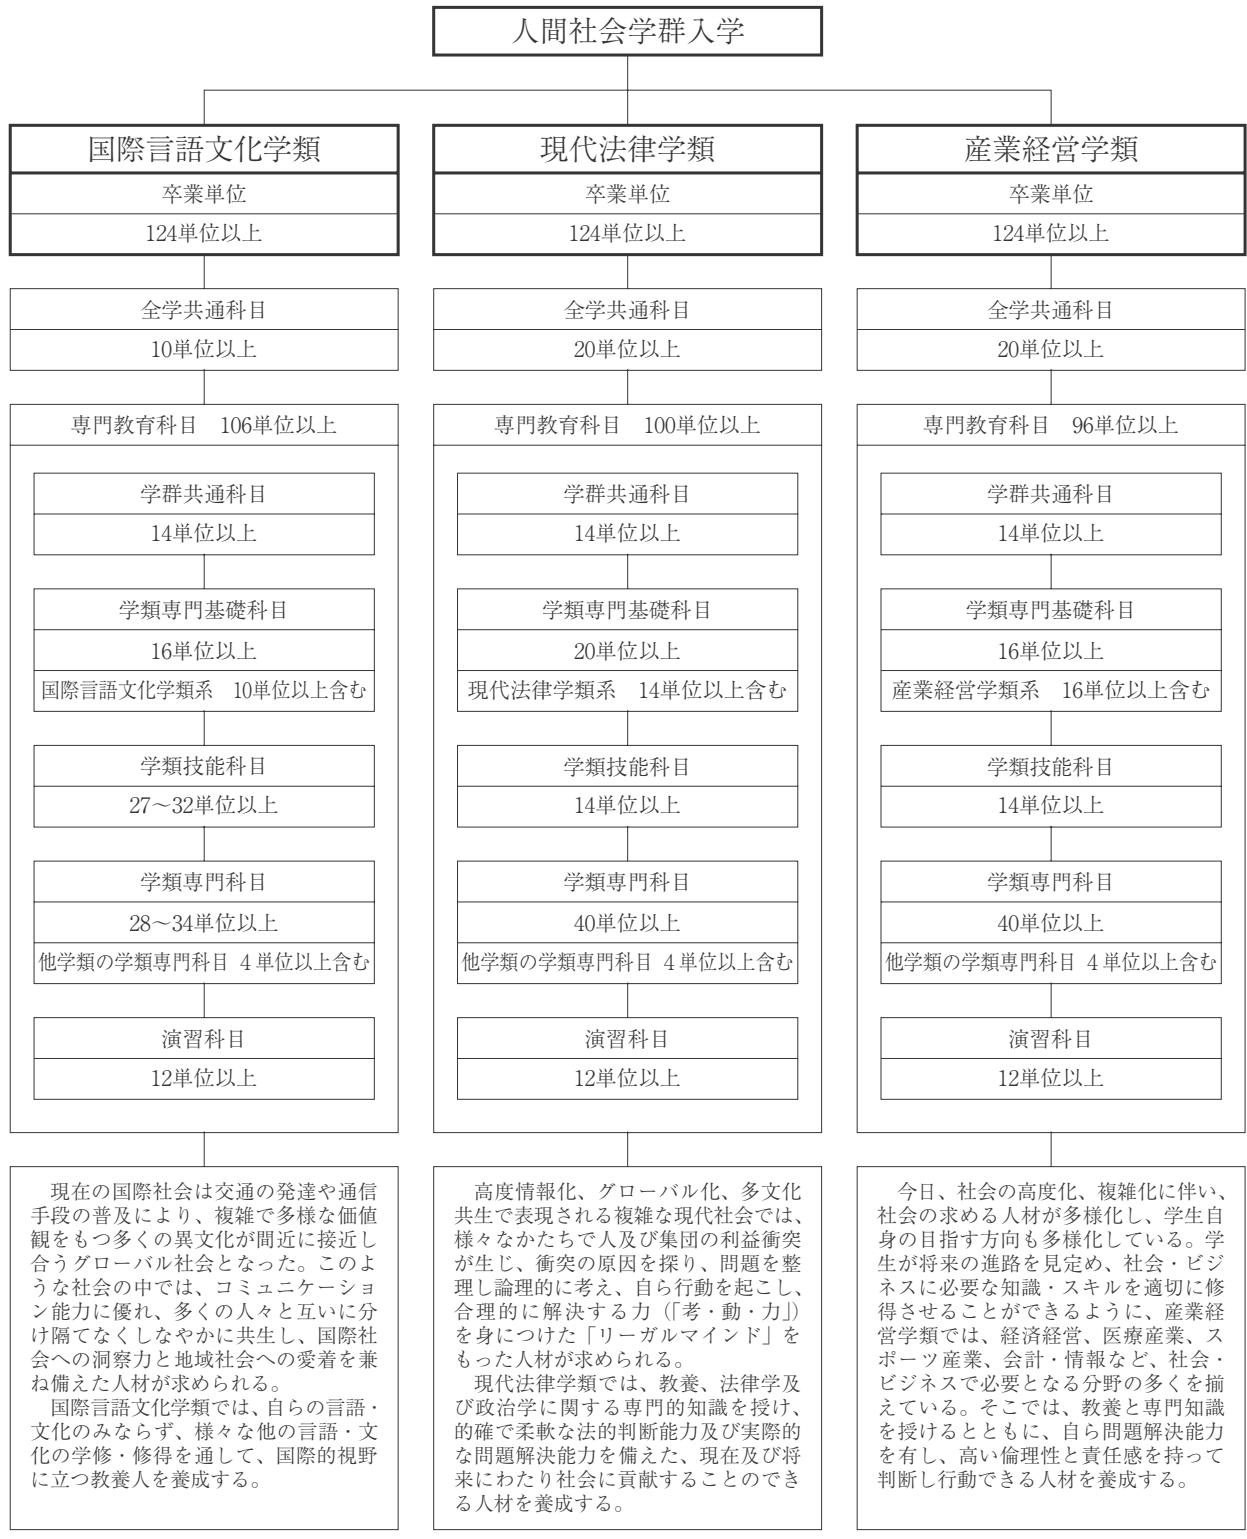 人間社会学群入学
国際言語文化学類
卒業単位
124単位以上
全学共通科目
10単位以上
専門教育科目　106単位以上
学群共通科目
14単位以上
学類専門基礎科目
16単位以上
国際言語文化学類系　10単位以上含む
学類技能科目
27～32単位以上
学類専門科目
28～34単位以上
他学類の学類専門科目 4単位以上含む
演習科目
12単位以上
現在の国際社会は交通の発達や通信
手段の普及により、複雑で多様な価値
観をもつ多くの異文化が間近に接近し
合うグローバル社会となった。このよ
うな社会の中では、コミュニケーショ
ン能力に優れ、多くの人々と互いに分
け隔てなくしなやかに共生し、国際社
会への洞察力と地域社会への愛着を兼
ね備えた人材が求められる。
国際言語文化学類では、自らの言語・
文化のみならず、様々な他の言語・文
化の学修・修得を通して、国際的視野
に立つ教養人を養成する。
現代法律学類
卒業単位
124単位以上
全学共通科目
20単位以上
専門教育科目　100単位以上
学群共通科目
14単位以上
学類専門基礎科目
20単位以上
現代法律学類系　14単位以上含む
学類技能科目
14単位以上
学類専門科目
40単位以上
他学類の学類専門科目 4単位以上含む
演習科目
12単位以上
高度情報化、グローバル化、多文化
共生で表現される複雑な現代社会では、
様々なかたちで人及び集団の利益衝突
が生じ、衝突の原因を探り、問題を整
理し論理的に考え、自ら行動を起こし、
合理的に解決する力（「考・動・力」）
を身につけた「リーガルマインド」を
もった人材が求められる。
現代法律学類では、教養、法律学及
び政治学に関する専門的知識を授け、
的確で柔軟な法的判断能力及び実際的
な問題解決能力を備えた、現在及び将
来にわたり社会に貢献することのでき
る人材を養成する。
産業経営学類
卒業単位
124単位以上
全学共通科目
20単位以上
専門教育科目　96単位以上
学群共通科目
14単位以上
学類専門基礎科目
16単位以上
産業経営学類系　16単位以上含む
学類技能科目
14単位以上
学類専門科目
40単位以上
他学類の学類専門科目 4単位以上含む
演習科目
12単位以上
今日、社会の高度化、複雑化に伴い、
社会の求める人材が多様化し、学生自
身の目指す方向も多様化している。学
生が将来の進路を見定め、社会・ビジ
ネスに必要な知識・スキルを適切に修
得させることができるように、産業経
営学類では、経済経営、医療産業、ス
ポーツ産業、会計・情報など、社会・
ビジネスで必要となる分野の多くを揃
えている。そこでは、教養と専門知識
を授けるとともに、自ら問題解決能力
を有し、高い倫理性と責任感を持って
判断し行動できる人材を養成する。